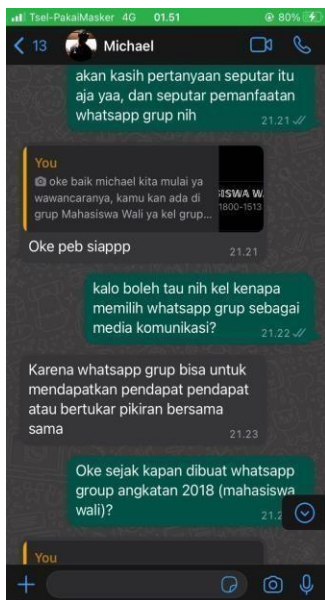 Tsel-PakaiMasker 4G 01.51 80%
13 Michael
akan kasih pertanyaan seputar itu
aja yaa, dan seputar pemanfaatan
whatsapp grup nih
21.21
You
oke baik michael kita mulai ya
wawancaranya, kamu kan ada di
grup Mahasiswa Wali ya kel grup...
ISWA W
1800-1513
Oke peb siappp
21.21
kalo boleh tau nih kel kenapa
memilih whatsapp grup sebagai
media komunikasi?
21.22
Karena whatsapp grup bisa untuk
mendapatkan pendapat pendapat
atau bertukar pikiran bersama
sama
21.23
Oke sejak kapan dibuat whatsapp
group angkatan 2018 (mahasiswa
wali)?
You